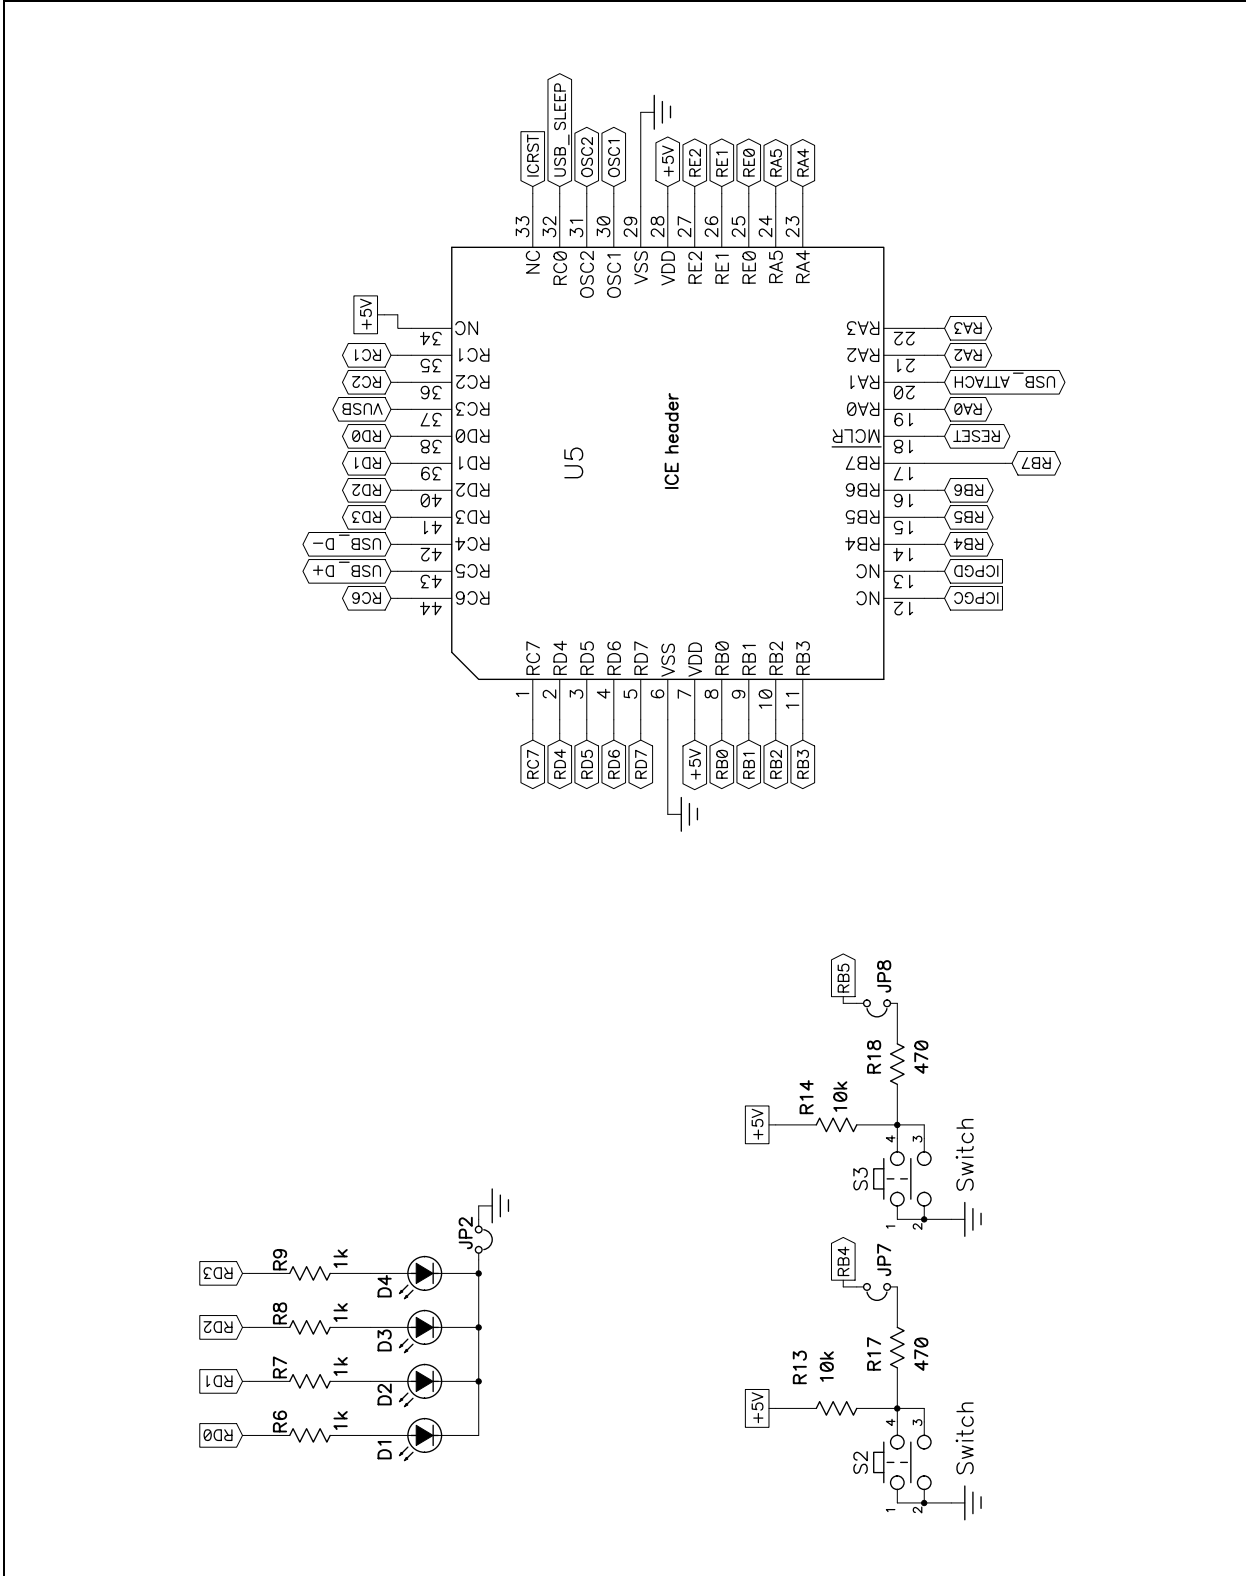 ICRST
USB_SLEEP
OSC2
OSC1
+5V
RE2
RE1
RE0
RA5
RA4
33
32
31
30
29
28
27
26
25
24
23
NC
RC0
OSC2
OSC1
VSS
VDD
RE2
RE1
RE0
RA5
RA4
+5V 34 NC
RC1 35 RC1
RC2 36 RC2
VUSB 37 RC3
RD0 38 RD0
RD1 39 RD1
RD2 40 RD2
RD3 41 RD3
USB_D- 42 RC4
USB_D+ 43 RC5
RC6 44 RC6
U5
ICE header
RA3 22 RA3
RA2 21 RA2
RA1 20 USB_ATTACH
RA0 19 RA0
MCLR 18 RESET
RB7 17 RB7
RB6 16 RB6
RB5 15 RB5
RB4 14 RB4
NC 13 ICPGD
NC 12 ICPGC
RC7
RD4
RD5
RD6
RD7
VSS
VDD
RB0
RB1
RB2
RB3
1
2
3
4
5
6
7
8
9
10
11
RC7
RD4
RD5
RD6
RD7
+5V
RB0
RB1
RB2
RB3
RB5
JP8
R18
470
R14
10k
+5V
4
3
S3
1
2
Switch
RB4
JP7
R17
470
R13
10k
+5V
4
3
S2
1
2
Switch
JP2
RD3
R9
1k
D4
RD2
R8
1k
D3
RD1
R7
1k
D2
RD0
R6
1k
D1